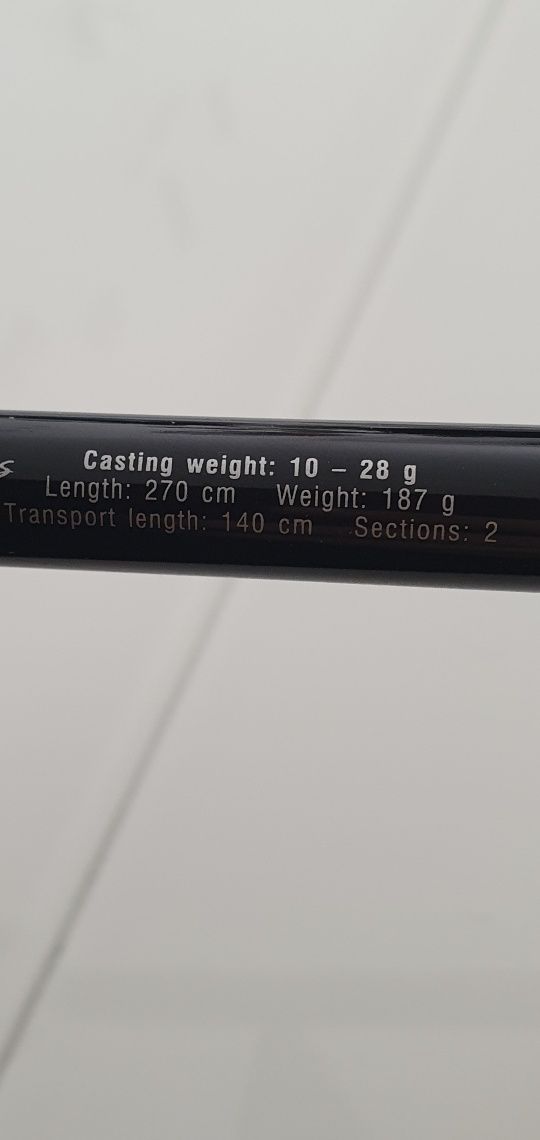 Casting weight: 10 – 28 g
Length: 270 cm Weight: 187 g
Transport length: 140 cm Sections: 2